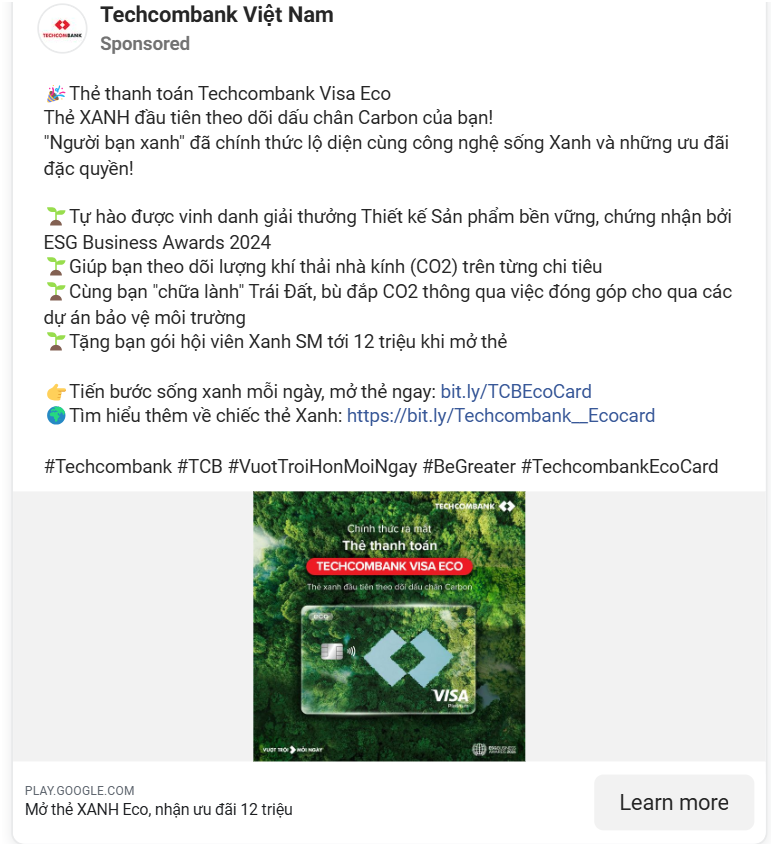 Techcombank Việt Nam
TECHCOMBANK
Sponsored
🎉 Thẻ thanh toán Techcombank Visa Eco
Thẻ XANH đầu tiên theo dõi dấu chân Carbon của bạn!
"Người bạn xanh" đã chính thức lộ diện cùng công nghệ sống Xanh và những ưu đãi
đặc quyền!
🌱 Tự hào được vinh danh giải thưởng Thiết kế Sản phẩm bền vững, chứng nhận bởi
ESG Business Awards 2024
🌱 Giúp bạn theo dõi lượng khí thải nhà kính (CO2) trên từng chi tiêu
🌱 Cùng bạn "chữa lành" Trái Đất, bù đắp CO2 thông qua việc đóng góp cho qua các
dự án bảo vệ môi trường
🌱 Tặng bạn gói hội viên Xanh SM tới 12 triệu khi mở thẻ
👉 Tiến bước sống xanh mỗi ngày, mở thẻ ngay: bit.ly/TCBEcoCard
🌍 Tìm hiểu thêm về chiếc thẻ Xanh: https://bit.ly/Techcombank__Ecocard
#Techcombank #TCB #VuotTroiHonMoiNgay #BeGreater #TechcombankEcoCard
TECHCOMBANK
Chính thức ra mắt
Thẻ thanh toán
TECHCOMBANK VISA ECO
Thẻ xanh đầu tiên theo dõi dấu chân Carbon
eco
VISA
Platinum
VƯỢT TRỘI MỖI NGÀY
PLAY.GOOGLE.COM
Mở thẻ XANH Eco, nhận ưu đãi 12 triệu
Learn more